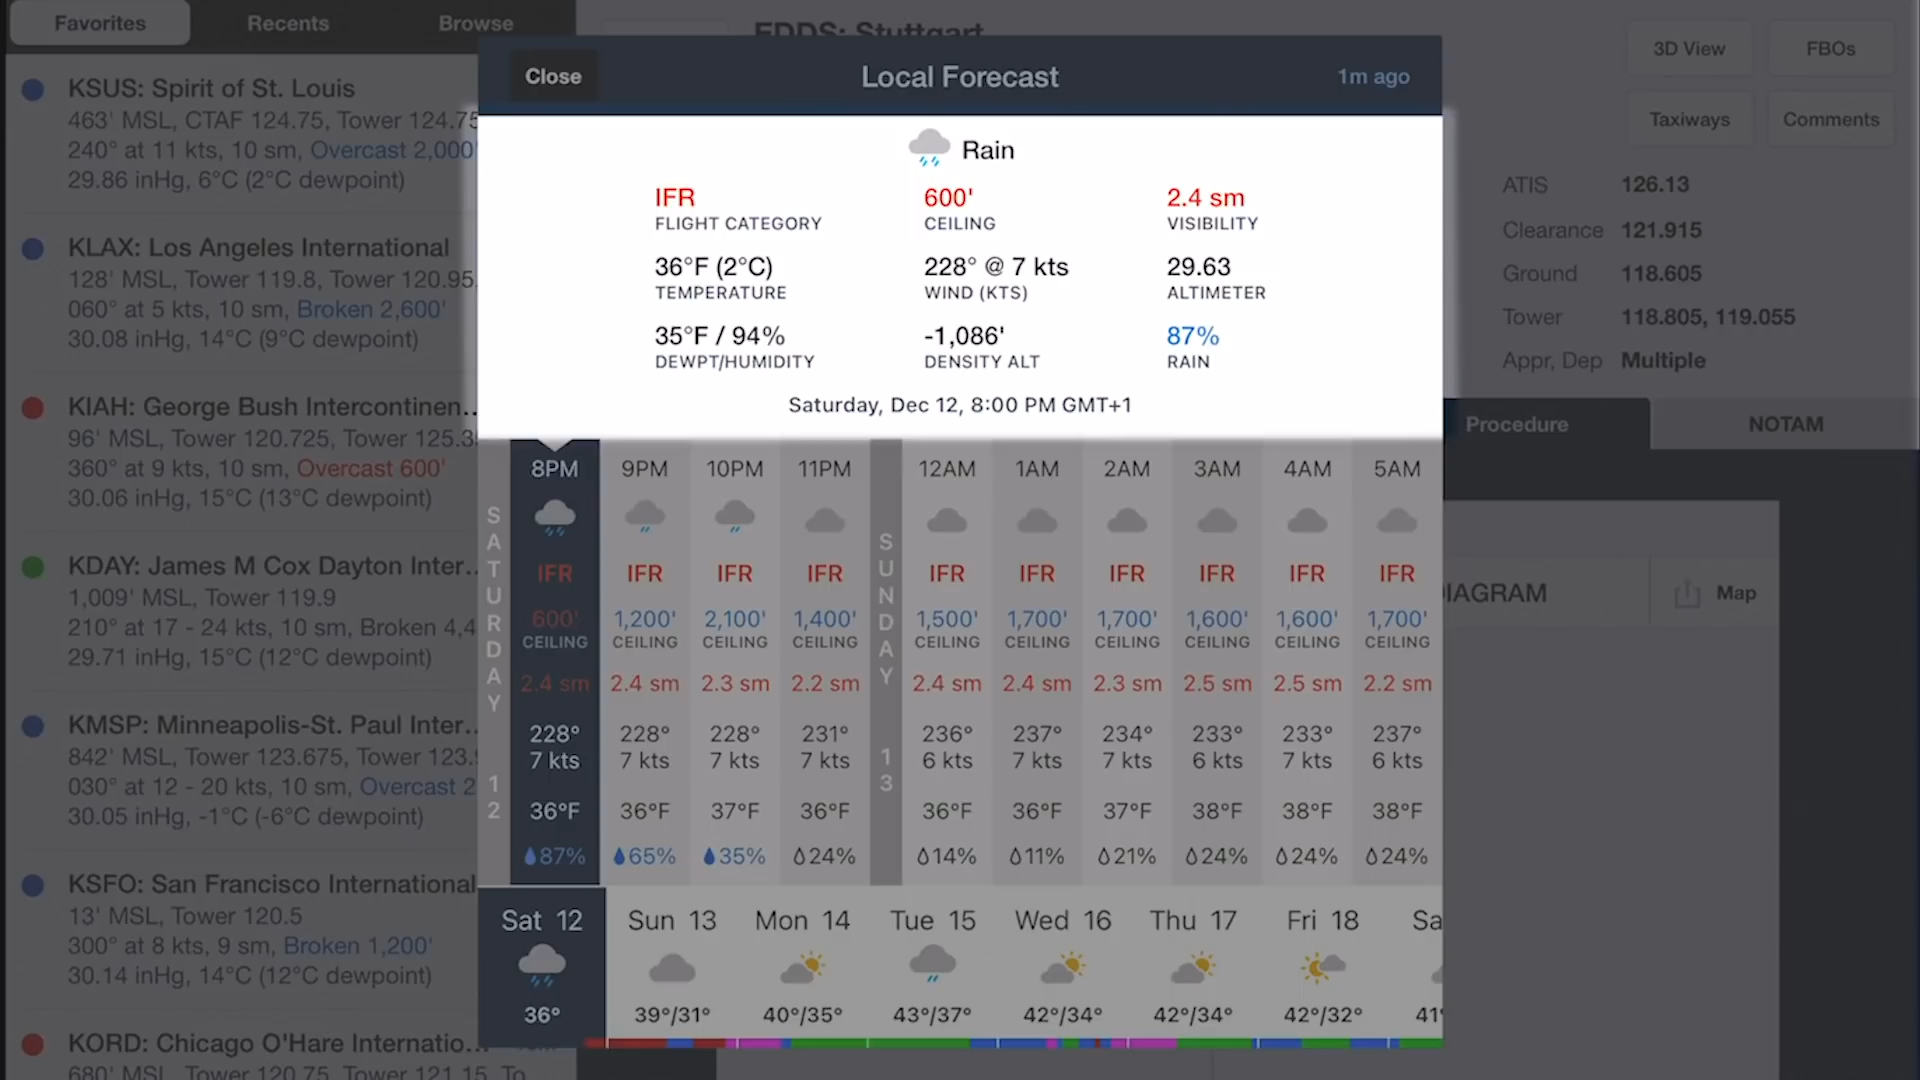 Favorites
Recents
Browse
KSUS: Spirit of St. Louis
463' MSL, CTAF 124.75, Tower 124.75
240° at 11 kts, 10 sm, Overcast 2,000'
29.86 inHg, 6°C (2°C dewpoint)
KLAX: Los Angeles International
128' MSL, Tower 119.8, Tower 120.95
060° at 5 kts, 10 sm, Broken 2,600'
30.08 inHg, 14°C (9°C dewpoint)
KIAH: George Bush Intercontinen...
96' MSL, Tower 120.725, Tower 125.3
360° at 9 kts, 10 sm, Overcast 600'
30.06 inHg, 15°C (13°C dewpoint)
KDAY: James M Cox Dayton Inter...
1,009' MSL, Tower 119.9
210° at 17 - 24 kts, 10 sm, Broken 4,4
29.71 inHg, 15°C (12°C dewpoint)
KMSP: Minneapolis-St. Paul Inter...
842' MSL, Tower 123.675, Tower 123.9
030° at 12 - 20 kts, 10 sm, Overcast 2
30.05 inHg, -1°C (-6°C dewpoint)
KSFO: San Francisco International
13' MSL, Tower 120.5
300° at 8 kts, 9 sm, Broken 1,200'
30.14 inHg, 14°C (12°C dewpoint)
KORD: Chicago O'Hare Internatio...
680' MSL, Tower 120.75, Tower 121.15, To
EDDS: Stuttgart
3D View
FBOs
Taxiways
Comments
ATIS 126.13
Clearance 121.915
Ground 118.605
Tower 118.805, 119.055
Appr, Dep Multiple
Procedure
NOTAM
DIAGRAM
Map
Close
Local Forecast
1m ago
Rain
IFR 600' 2.4 sm
FLIGHT CATEGORY CEILING VISIBILITY
36°F (2°C) 228° @ 7 kts 29.63
TEMPERATURE WIND (KTS) ALTIMETER
35°F / 94% -1,086' 87%
DEWPT/HUMIDITY DENSITY ALT RAIN
Saturday, Dec 12, 8:00 PM GMT+1
SATURDAY 12
SUNDAY 13
8PM 9PM 10PM 11PM 12AM 1AM 2AM 3AM 4AM 5AM
IFR IFR IFR IFR IFR IFR IFR IFR IFR IFR
600' 1,200' 2,100' 1,400' 1,500' 1,700' 1,700' 1,600' 1,600' 1,700'
CEILING CEILING CEILING CEILING CEILING CEILING CEILING CEILING CEILING CEILING
2.4 sm 2.4 sm 2.3 sm 2.2 sm 2.4 sm 2.4 sm 2.3 sm 2.5 sm 2.5 sm 2.2 sm
228° 228° 228° 231° 236° 237° 234° 233° 233° 237°
7 kts 7 kts 7 kts 7 kts 6 kts 7 kts 7 kts 6 kts 7 kts 6 kts
36°F 36°F 37°F 36°F 36°F 36°F 37°F 38°F 38°F 38°F
87% 65% 35% 24% 14% 11% 21% 24% 24% 24%
Sat 12 Sun 13 Mon 14 Tue 15 Wed 16 Thu 17 Fri 18 Sa
36° 39°/31° 40°/35° 43°/37° 42°/34° 42°/34° 42°/32° 41°